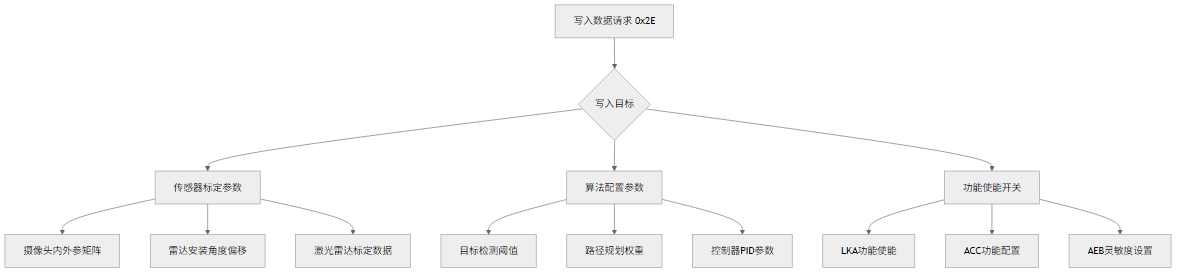 写入数据请求 0x2E
写入目标
传感器标定参数
算法配置参数
功能使能开关
摄像头内外参矩阵
雷达安装角度偏移
激光雷达标定数据
目标检测阈值
路径规划权重
控制器PID参数
LKA功能使能
ACC功能配置
AEB灵敏度设置